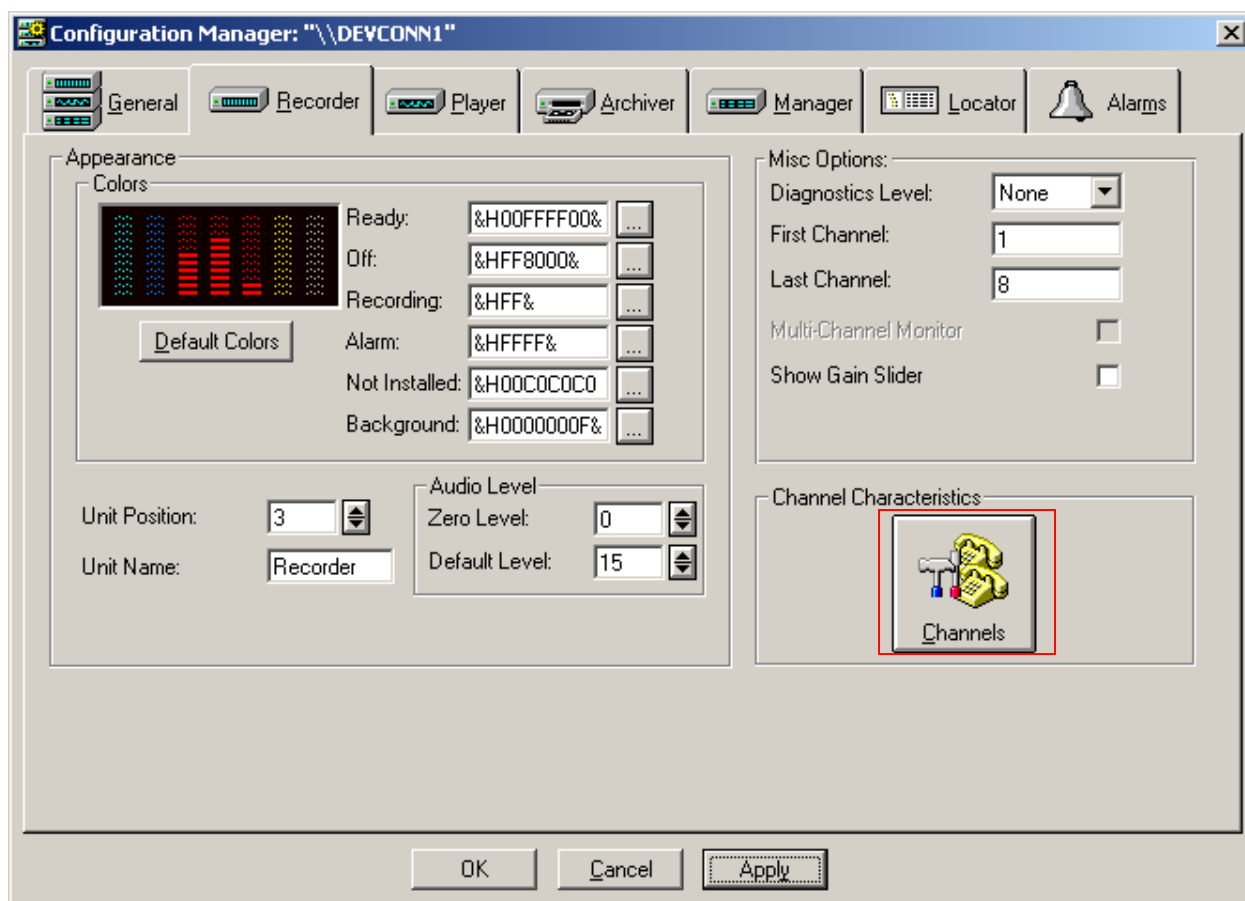 Configuration Manager: "\\DEVCONN1"
General
Recorder
Player
Archiver
Manager
Locator
Alarms
Appearance
Colors
Default Colors
Ready: &H00FFFF00& ...
Off: &HFF8000& ...
Recording: &HFF& ...
Alarm: &HFFFF& ...
Not Installed: &H00C0C0C0 ...
Background: &H0000000F& ...
Unit Position: 3
Unit Name: Recorder
Audio Level
Zero Level: 0
Default Level: 15
Misc Options:
Diagnostics Level: None
First Channel: 1
Last Channel: 8
Multi-Channel Monitor
Show Gain Slider
Channel Characteristics
Channels
OK
Cancel
Apply